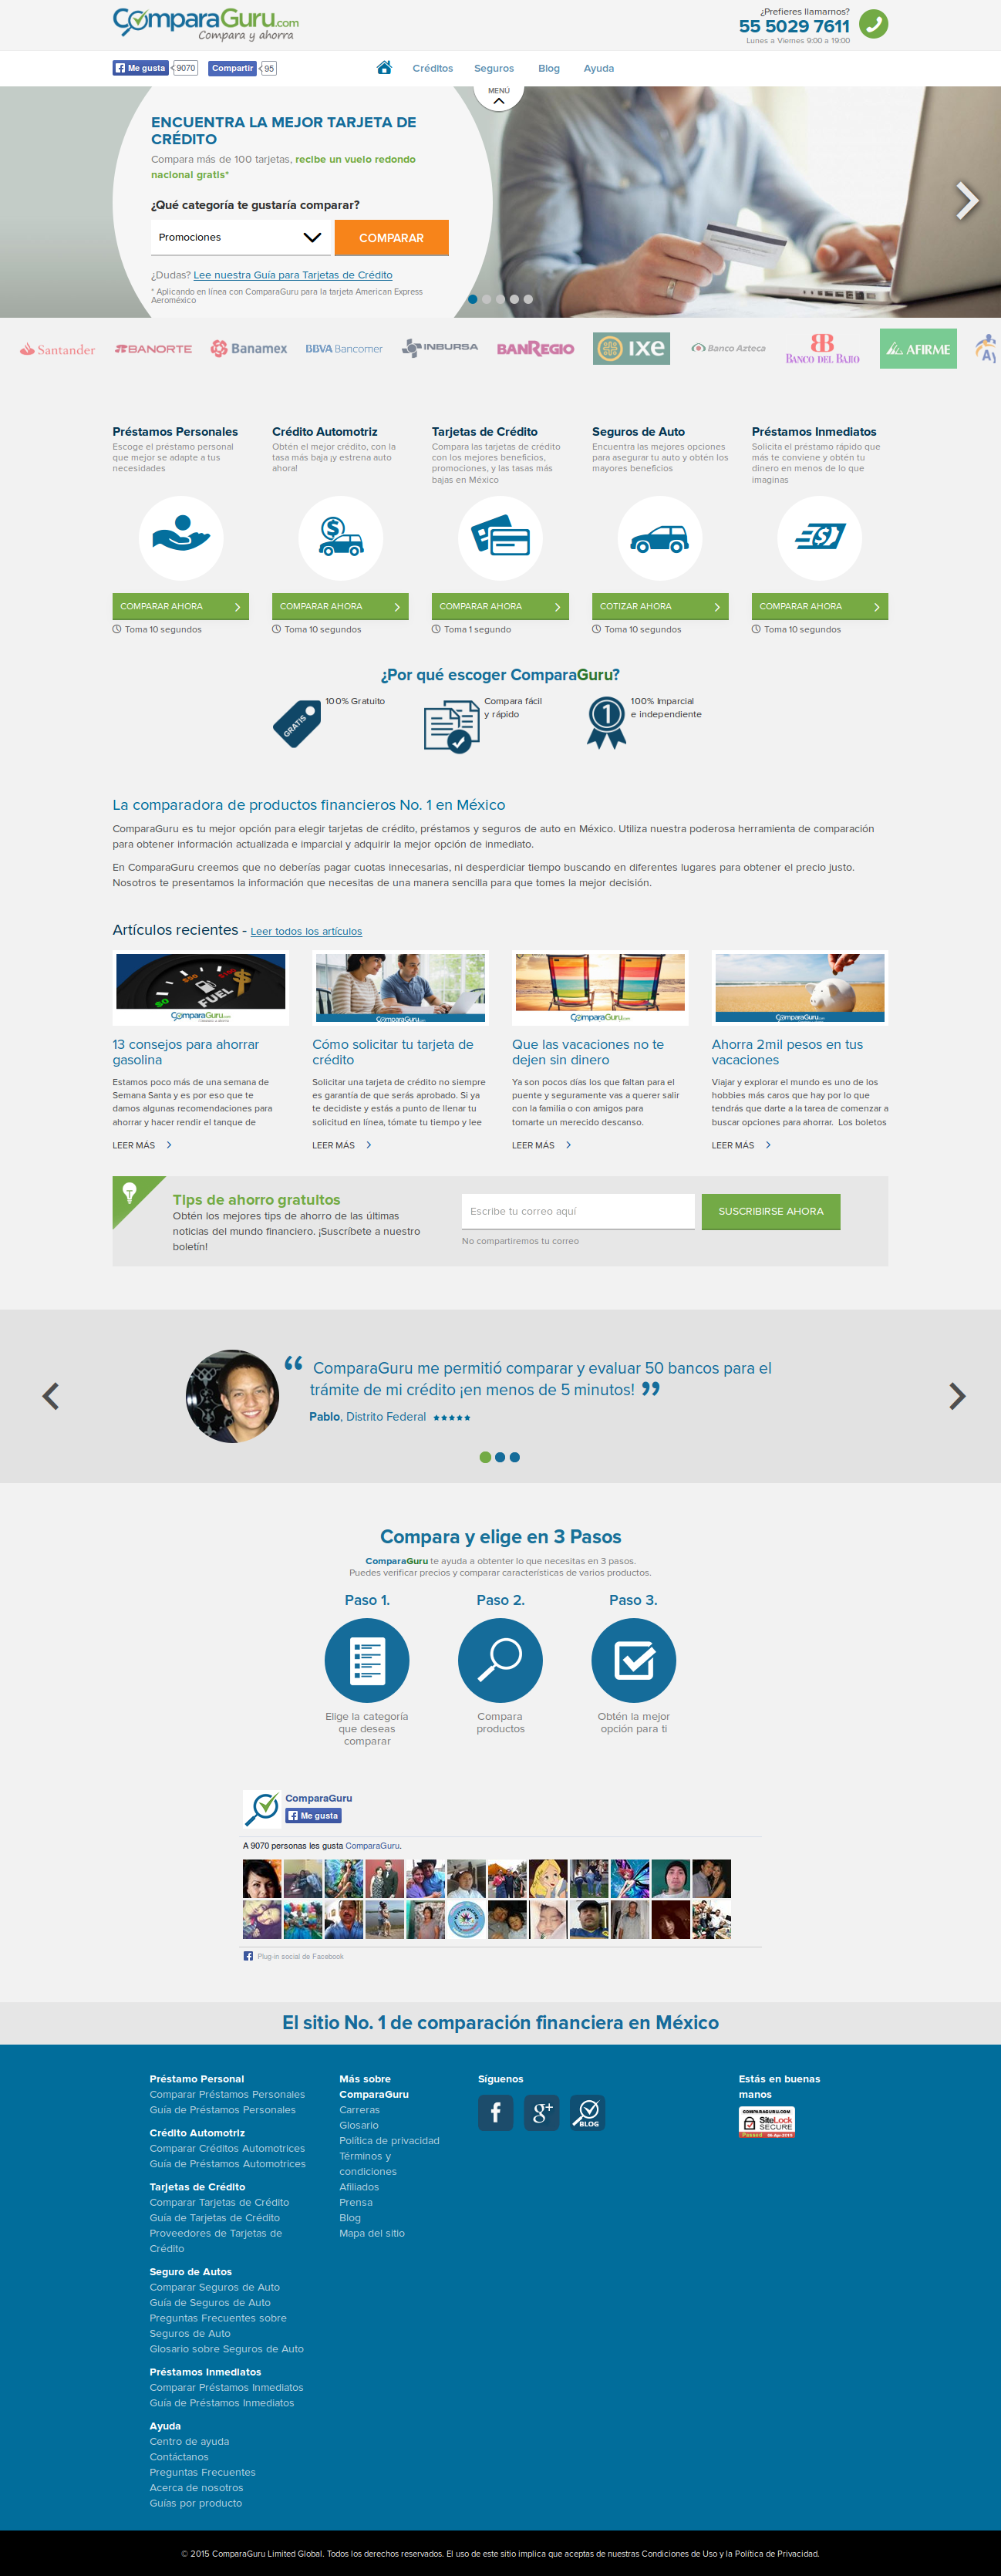 ComparaGuru.com
Compara y ahorra
¿Prefieres llamarnos?
55 5029 7611
Lunes a Viernes 9:00 a 19:00
Me gusta 9070 Compartir 95
Créditos Seguros Blog Ayuda
MENÚ
ENCUENTRA LA MEJOR TARJETA DE
CRÉDITO
Compara más de 100 tarjetas, recibe un vuelo redondo
nacional gratis*
¿Qué categoría te gustaría comparar?
Promociones COMPARAR
¿Dudas? Lee nuestra Guía para Tarjetas de Crédito
* Aplicando en línea con ComparaGuru para la tarjeta American Express
Aeroméxico
Santander BANORTE Banamex BBVA Bancomer INBURSA BANREGIO IXE Banco Azteca BANCO DEL BAJIO AFIRME
Préstamos Personales
Escoge el préstamo personal
que mejor se adapte a tus
necesidades
COMPARAR AHORA
Toma 10 segundos
Crédito Automotriz
Obtén el mejor crédito, con la
tasa más baja ¡y estrena auto
ahora!
COMPARAR AHORA
Toma 10 segundos
Tarjetas de Crédito
Compara las tarjetas de crédito
con los mejores beneficios,
promociones, y las tasas más
bajas en México
COMPARAR AHORA
Toma 1 segundo
Seguros de Auto
Encuentra las mejores opciones
para asegurar tu auto y obtén los
mayores beneficios
COTIZAR AHORA
Toma 10 segundos
Préstamos Inmediatos
Solicita el préstamo rápido que
más te conviene y obtén tu
dinero en menos de lo que
imaginas
COMPARAR AHORA
Toma 10 segundos
¿Por qué escoger ComparaGuru?
GRATIS
100% Gratuito
Compara fácil
y rápido
1
100% Imparcial
e independiente
La comparadora de productos financieros No. 1 en México
ComparaGuru es tu mejor opción para elegir tarjetas de crédito, préstamos y seguros de auto en México. Utiliza nuestra poderosa herramienta de comparación
para obtener información actualizada e imparcial y adquirir la mejor opción de inmediato.
En ComparaGuru creemos que no deberías pagar cuotas innecesarias, ni desperdiciar tiempo buscando en diferentes lugares para obtener el precio justo.
Nosotros te presentamos la información que necesitas de una manera sencilla para que tomes la mejor decisión.
Artículos recientes - Leer todos los artículos
$0 $50 $100 FUEL
ComparaGuru.com
13 consejos para ahorrar
gasolina
Estamos poco más de una semana de
Semana Santa y es por eso que te
damos algunas recomendaciones para
ahorrar y hacer rendir el tanque de
LEER MÁS
ComparaGuru.com
Cómo solicitar tu tarjeta de
crédito
Solicitar una tarjeta de crédito no siempre
es garantía de que serás aprobado. Si ya
te decidiste y estás a punto de llenar tu
solicitud en línea, tómate tu tiempo y lee
LEER MÁS
ComparaGuru.com
Que las vacaciones no te
dejen sin dinero
Ya son pocos días los que faltan para el
puente y seguramente vas a querer salir
con la familia o con amigos para
tomarte un merecido descanso.
LEER MÁS
ComparaGuru.com
Ahorra 2mil pesos en tus
vacaciones
Viajar y explorar el mundo es uno de los
hobbies más caros que hay por lo que
tendrás que darte a la tarea de comenzar a
buscar opciones para ahorrar. Los boletos
LEER MÁS
Tips de ahorro gratuitos
Obtén los mejores tips de ahorro de las últimas
noticias del mundo financiero. ¡Suscríbete a nuestro
boletín!
Escribe tu correo aquí SUSCRIBIRSE AHORA
No compartiremos tu correo
“ ComparaGuru me permitió comparar y evaluar 50 bancos para el
trámite de mi crédito ¡en menos de 5 minutos! ”
Pablo, Distrito Federal ★★★★★
Compara y elige en 3 Pasos
ComparaGuru te ayuda a obtenter lo que necesitas en 3 pasos.
Puedes verificar precios y comparar características de varios productos.
Paso 1. Paso 2. Paso 3.
Elige la categoría
que deseas
comparar
Compara
productos
Obtén la mejor
opción para ti
ComparaGuru
Me gusta
A 9070 personas les gusta ComparaGuru.
Plug-in social de Facebook
El sitio No. 1 de comparación financiera en México
Préstamo Personal
Comparar Préstamos Personales
Guía de Préstamos Personales
Crédito Automotriz
Comparar Créditos Automotrices
Guía de Préstamos Automotrices
Tarjetas de Crédito
Comparar Tarjetas de Crédito
Guía de Tarjetas de Crédito
Proveedores de Tarjetas de
Crédito
Seguro de Autos
Comparar Seguros de Auto
Guía de Seguros de Auto
Preguntas Frecuentes sobre
Seguros de Auto
Glosario sobre Seguros de Auto
Préstamos Inmediatos
Comparar Préstamos Inmediatos
Guía de Préstamos Inmediatos
Ayuda
Centro de ayuda
Contáctanos
Preguntas Frecuentes
Acerca de nosotros
Guías por producto
Más sobre
ComparaGuru
Carreras
Glosario
Política de privacidad
Términos y
condiciones
Afiliados
Prensa
Blog
Mapa del sitio
Síguenos
BLOG
Estás en buenas
manos
COMPARAGURU.COM
SiteLock
SECURE
Passed 06-Apr-2015
© 2015 ComparaGuru Limited Global. Todos los derechos reservados. El uso de este sitio implica que aceptas de nuestras Condiciones de Uso y la Política de Privacidad.